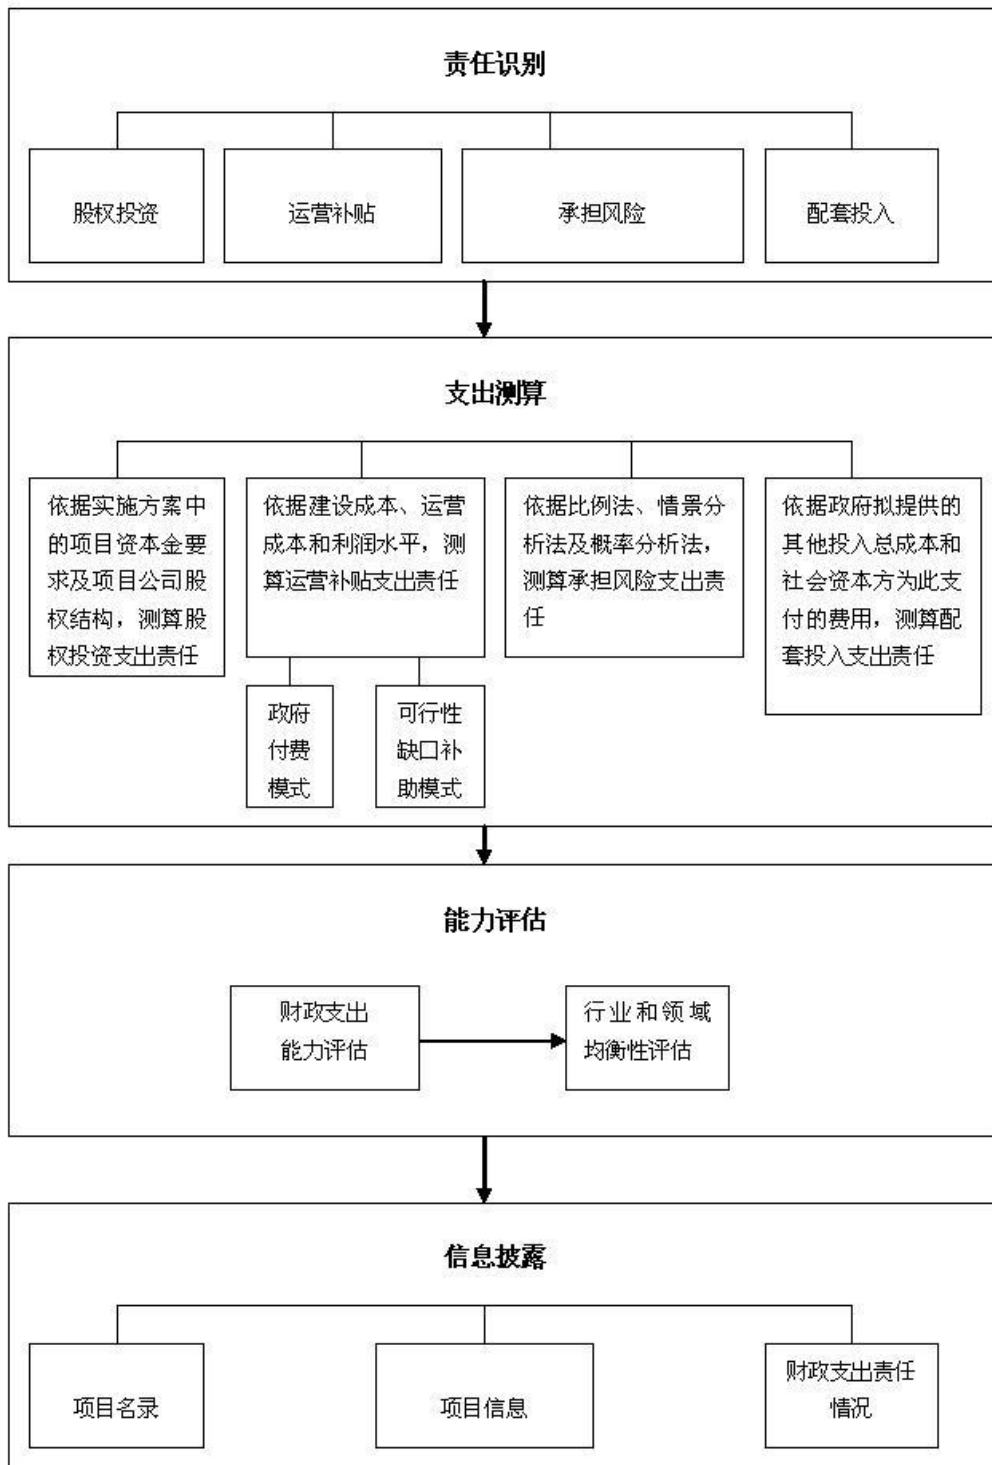 责任识别
股权投资
运营补贴
承担风险
配套投入
支出测算
依据实施方案中
的项目资本金要
求及项目公司股
权结构，测算股
权投资支出责任
依据建设成本、运营
成本和利润水平，测
算运营补贴支出责任
政府
付费
模式
可行性
缺口补
助模式
依据比例法、情景分
析法及概率分析法，
测算承担风险支出责
任
依据政府拟提供的
其他投入总成本和
社会资本方为此支
付的费用，测算配
套投入支出责任
能力评估
财政支出
能力评估
行业和领域
均衡性评估
信息披露
项目名录
项目信息
财政支出责任
情况